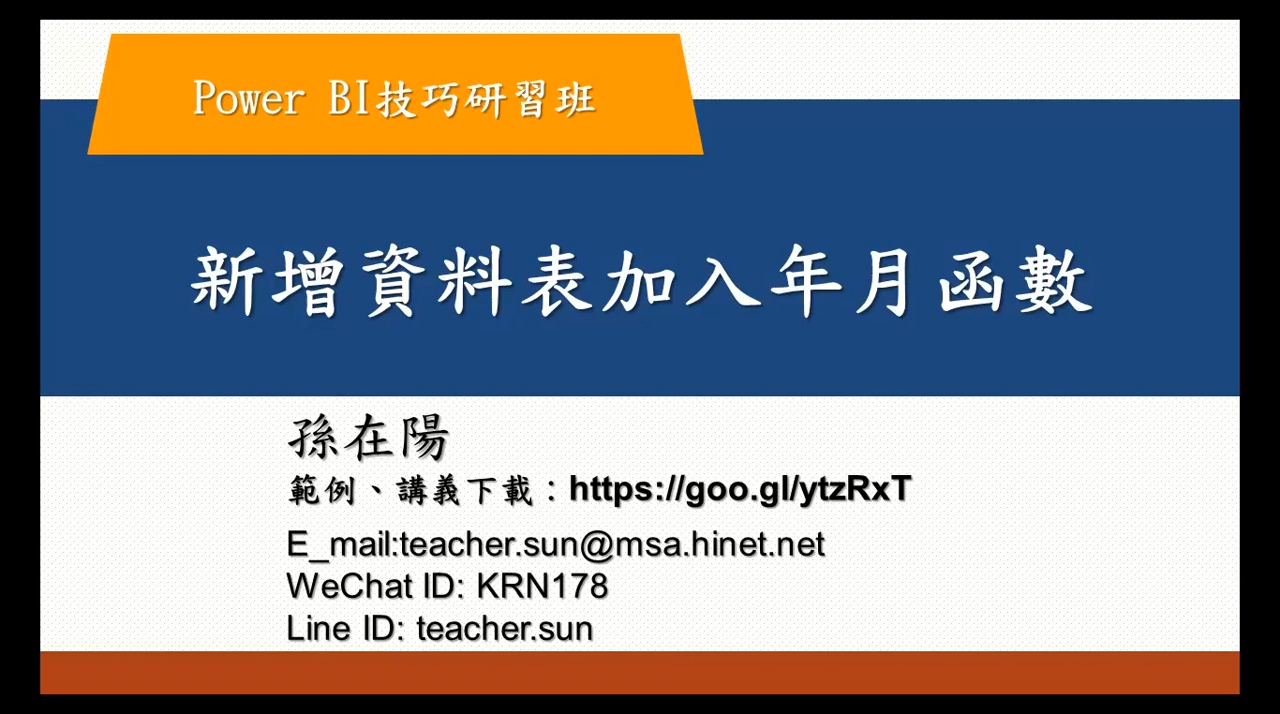 Power BI技巧研習班
新增資料表加入年月函數
孫在陽
範例、講義下載：https://goo.gl/ytzRxT
E_mail:teacher.sun@msa.hinet.net
WeChat ID: KRN178
Line ID: teacher.sun